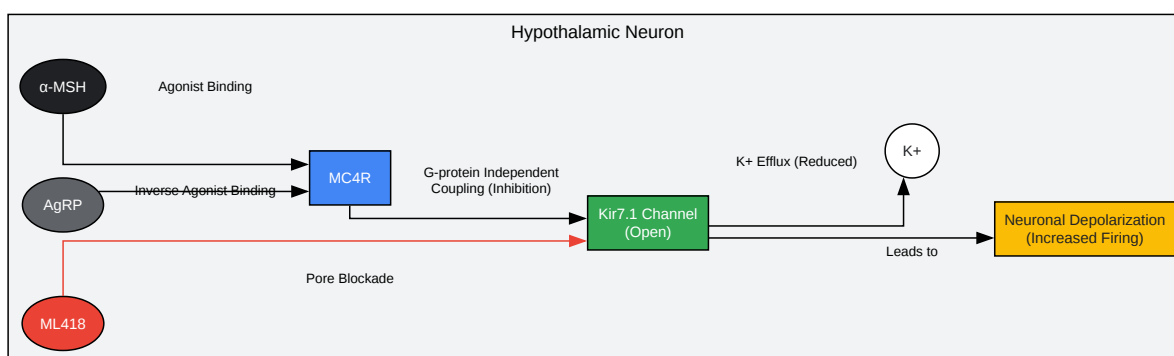 Hypothalamic Neuron
α-MSH
Agonist Binding
K+
K+ Efflux (Reduced)
G-protein Independent
Coupling (Inhibition)
MC4R
Inverse Agonist Binding
AgRP
Kir7.1 Channel
(Open)
Neuronal Depolarization
(Increased Firing)
Leads to
Pore Blockade
ML418